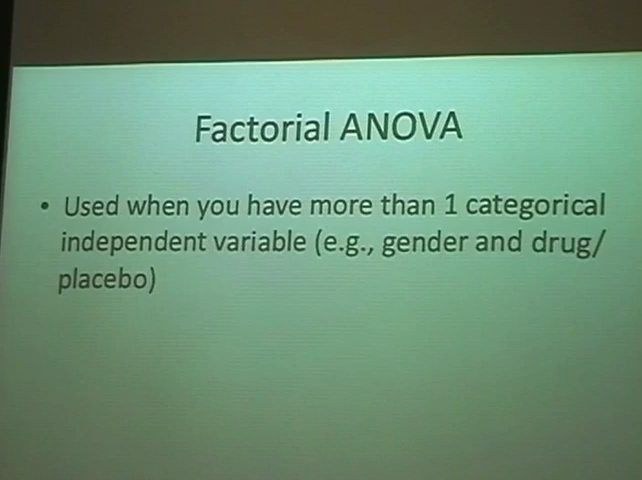 Factorial ANOVA
• Used when you have more than 1 categorical
independent variable (e.g., gender and drug/
placebo)